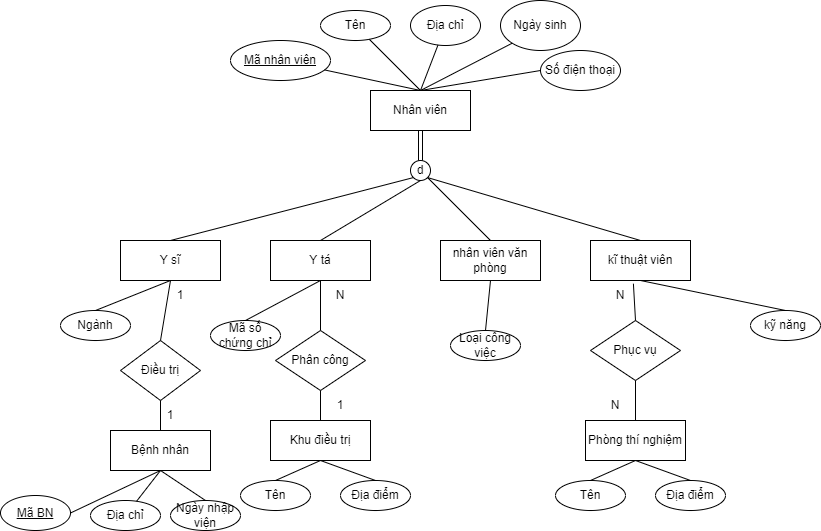 Tên
Địa chỉ
Ngày sinh
Mã nhân viên
Số điện thoại
Nhân viên
d
Y sĩ
Y tá
nhân viên văn
phòng
kĩ thuật viên
1
N
N
Ngành
Mã số
chứng chỉ
Loại công
việc
kỹ năng
Điều trị
Phân công
Phục vụ
1
1
N
Bệnh nhân
Khu điều trị
Phòng thí nghiệm
Mã BN
Địa chỉ
Ngày nhập
viện
Tên
Địa điểm
Tên
Địa điểm